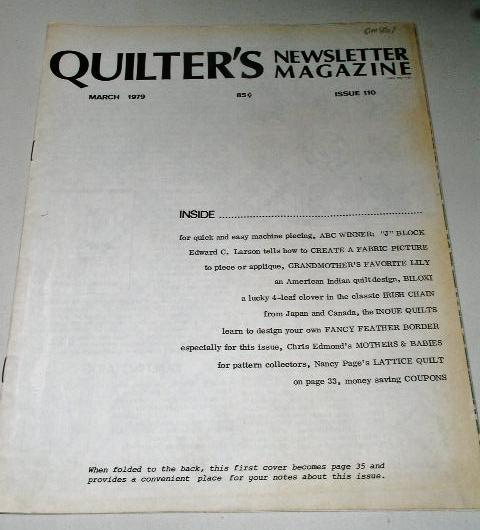 QUILTER'S NEWSLETTER MAGAZINE
MARCH 1979 85¢ ISSUE 110
INSIDE ................................................
for quick and easy machine piecing, ABC WINNER: "J" BLOCK
Edward C. Larson tells how to CREATE A FABRIC PICTURE
to piece or applique, GRANDMOTHER'S FAVORITE LILY
an American Indian quilt design, BILOXI
a lucky 4-leaf clover in the classic IRISH CHAIN
from Japan and Canada, the INOUE QUILTS
learn to design your own FANCY FEATHER BORDER
especially for this issue, Chris Edmond's MOTHERS & BABIES
for pattern collectors, Nancy Page's LATTICE QUILT
on page 33, money saving COUPONS
When folded to the back, this first cover becomes page 35 and
provides a convenient place for your notes about this issue.